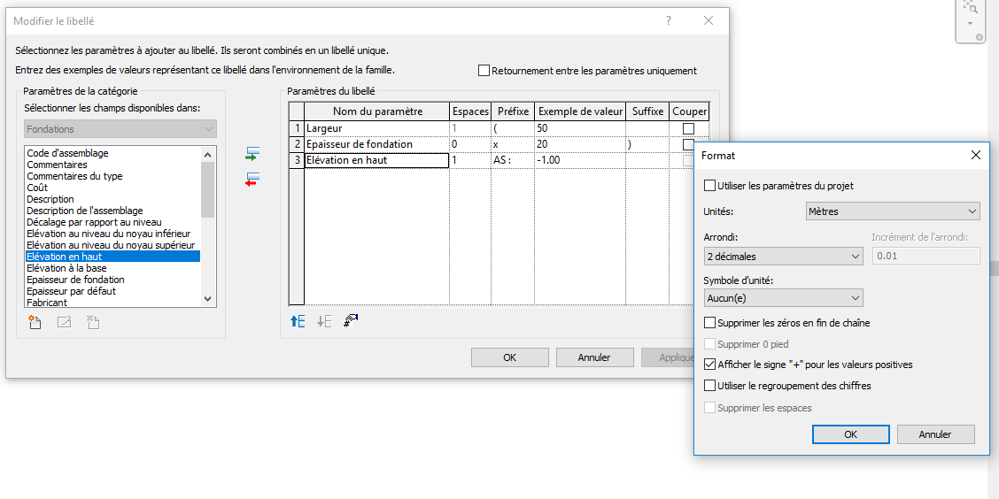 Modifier le libellé
Sélectionnez les paramètres à ajouter au libellé. Ils seront combinés en un libellé unique.
Entrez des exemples de valeurs représentant ce libellé dans l'environnement de la famille.
Retournement entre les paramètres uniquement
Paramètres de la catégorie
Sélectionner les champs disponibles dans:
Fondations
Code d'assemblage
Commentaires
Commentaires du type
Coût
Description
Description de l'assemblage
Décalage par rapport au niveau
Elévation au niveau du noyau inférieur
Elévation au niveau du noyau supérieur
Elévation en haut
Elévation à la base
Epaisseur de fondation
Epaisseur par défaut
Fabricant
Paramètres du libellé
Nom du paramètre Espaces Préfixe Exemple de valeur Suffixe Couper
1 Largeur 1 ( 50
2 Epaisseur de fondation 0 x 20 )
3 Elévation en haut 1 AS : -1.00
OK Annuler Applique
Format
Utiliser les paramètres du projet
Unités: Mètres
Arrondi: Incrément de l'arrondi:
2 décimales 0.01
Symbole d'unité:
Aucun(e)
Supprimer les zéros en fin de chaîne
Supprimer 0 pied
Afficher le signe "+" pour les valeurs positives
Utiliser le regroupement des chiffres
Supprimer les espaces
OK Annuler